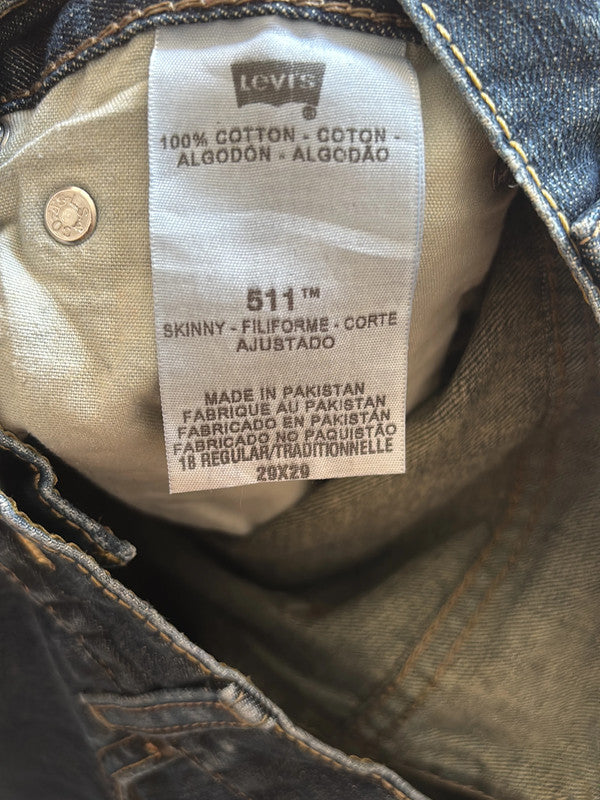 LEVI'S
®
100% COTTON - COTON -
ALGODÓN - ALGODÃO
511™
SKINNY - FILIFORME - CORTE
AJUSTADO
MADE IN PAKISTAN
FABRIQUE AU PAKISTAN
FABRICADO EN PAKISTÁN
FABRICADO NO PAQUISTÃO
18 REGULAR/TRADITIONNELLE
29X29